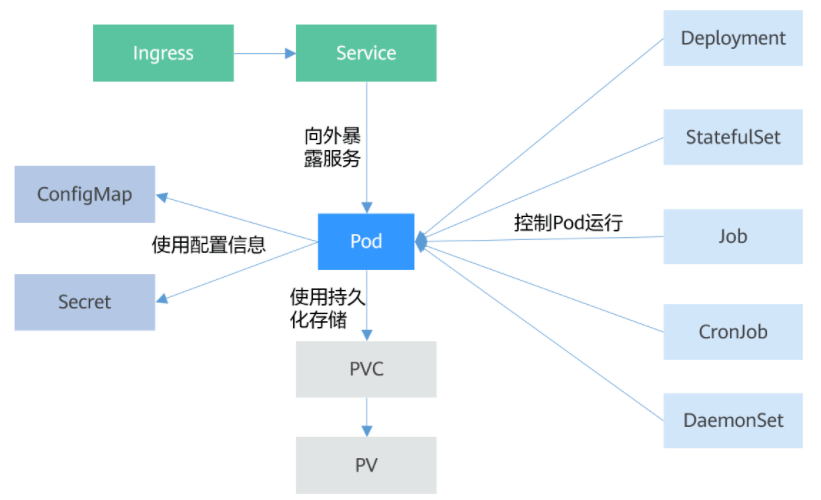 Ingress
Service
Deployment
StatefulSet
向外暴
露服务
ConfigMap
Pod
控制Pod运行
Job
使用配置信息
Secret
使用持久
化存储
CronJob
PVC
DaemonSet
PV